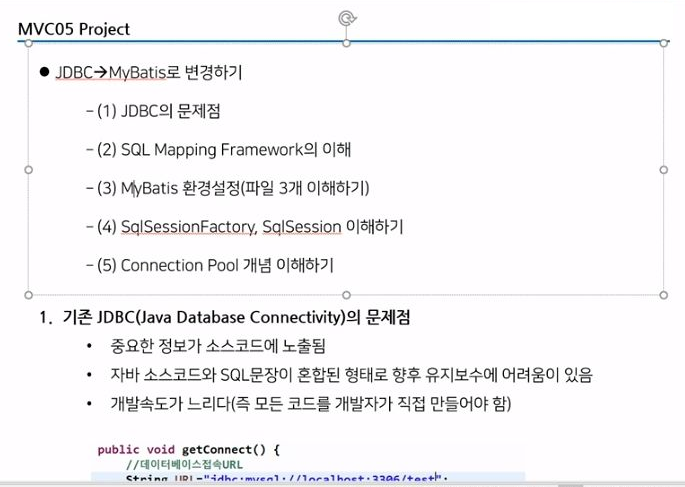 MVC05 Project
● JDBC→MyBatis로 변경하기
– (1) JDBC의 문제점
– (2) SQL Mapping Framework의 이해
– (3) MyBatis 환경설정(파일 3개 이해하기)
– (4) SqlSessionFactory, SqlSession 이해하기
– (5) Connection Pool 개념 이해하기
1. 기존 JDBC(Java Database Connectivity)의 문제점
• 중요한 정보가 소스코드에 노출됨
• 자바 소스코드와 SQL문장이 혼합된 형태로 향후 유지보수에 어려움이 있음
• 개발속도가 느리다(즉 모든 코드를 개발자가 직접 만들어야 함)
public void getConnect() {
//데이터베이스접속URL
String URL="jdbc:mysql://localhost:3306/test";